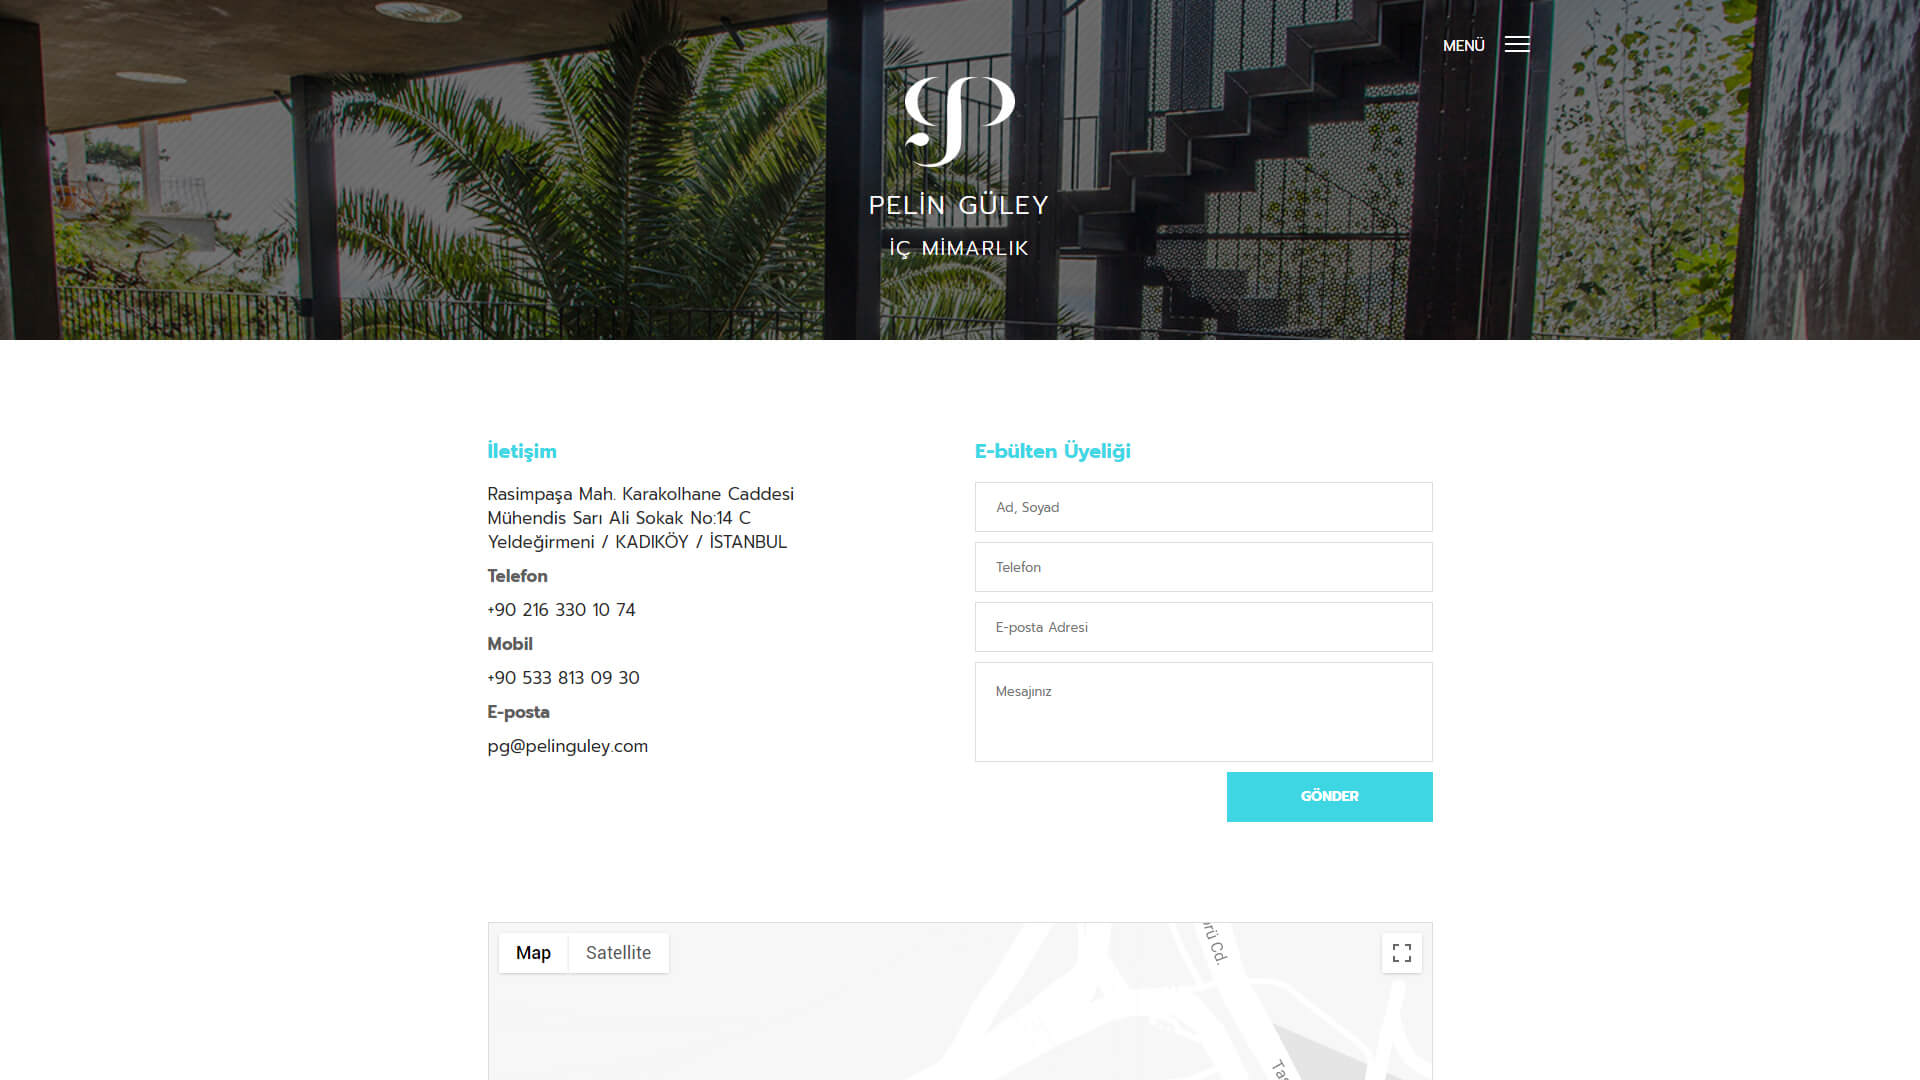 MENÜ
PELİN GÜLEY
İÇ MİMARLIK
İletişim
Rasimpaşa Mah. Karakolhane Caddesi
Mühendis Sarı Ali Sokak No:14 C
Yeldeğirmeni / KADIKÖY / İSTANBUL
Telefon
+90 216 330 10 74
Mobil
+90 533 813 09 30
E-posta
pg@pelinguley.com
E-bülten Üyeliği
Ad, Soyad
Telefon
E-posta Adresi
Mesajınız
GÖNDER
Map
Satellite
Cd.